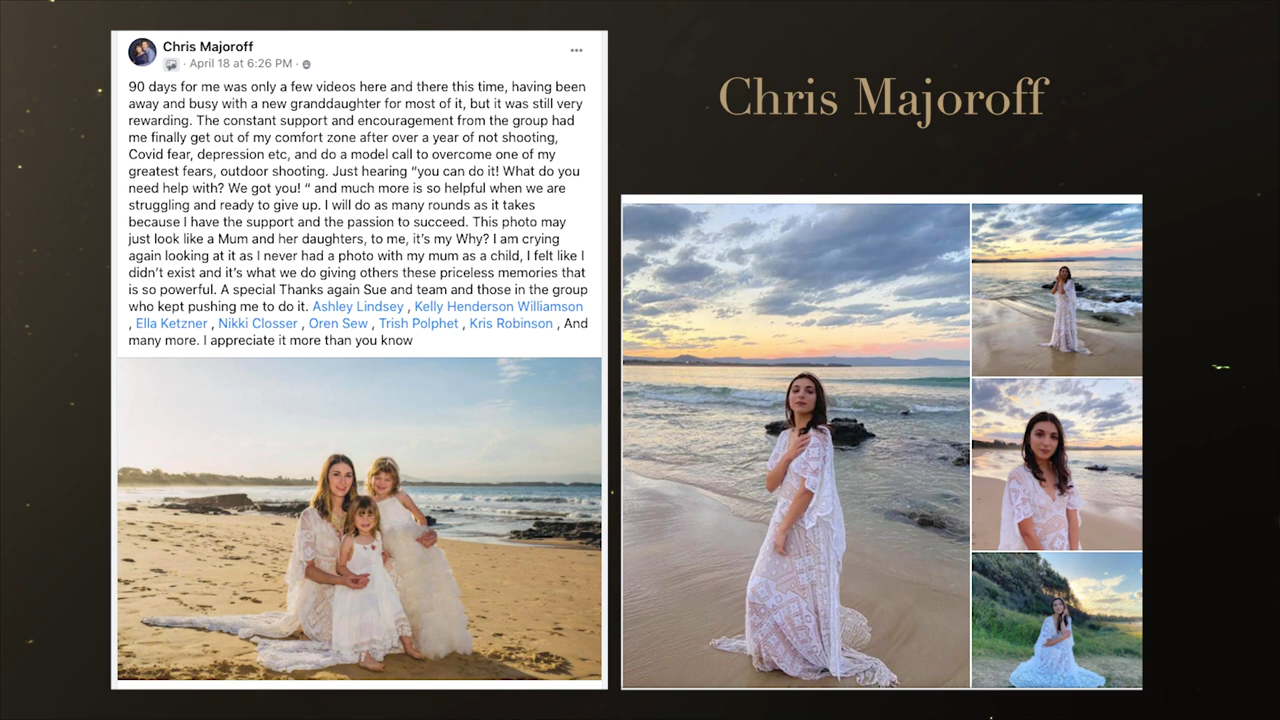 Chris Majoroff
· April 18 at 6:26 PM ·
90 days for me was only a few videos here and there this time, having been
away and busy with a new granddaughter for most of it, but it was still very
rewarding. The constant support and encouragement from the group had
me finally get out of my comfort zone after over a year of not shooting,
Covid fear, depression etc, and do a model call to overcome one of my
greatest fears, outdoor shooting. Just hearing “you can do it! What do you
need help with? We got you! “ and much more is so helpful when we are
struggling and ready to give up. I will do as many rounds as it takes
because I have the support and the passion to succeed. This photo may
just look like a Mum and her daughters, to me, it’s my Why? I am crying
again looking at it as I never had a photo with my mum as a child, I felt like I
didn’t exist and it’s what we do giving others these priceless memories that
is so powerful. A special Thanks again Sue and team and those in the group
who kept pushing me to do it. Ashley Lindsey , Kelly Henderson Williamson
, Ella Ketzner , Nikki Closser , Oren Sew , Trish Polphet , Kris Robinson , And
many more. I appreciate it more than you know
Chris Majoroff